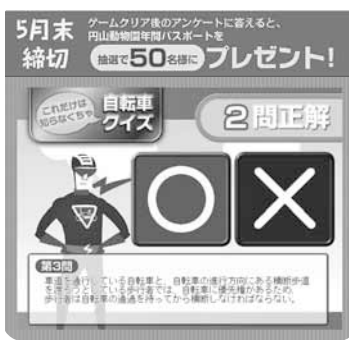 5月末
締切
ゲームクリア後のアンケートに答えると、
円山動物園年間パスポートを
抽選で50名様に プレゼント!
これだけは
知らなくちゃ
自転車
クイズ
2問正解
第3問
車道を通行している自転車と、自転車の進行方向にある横断歩道
を渡ろうとしている歩行者では、自転車に優先権があるため、
歩行者は自転車の通過を待ってから横断しなければならない。